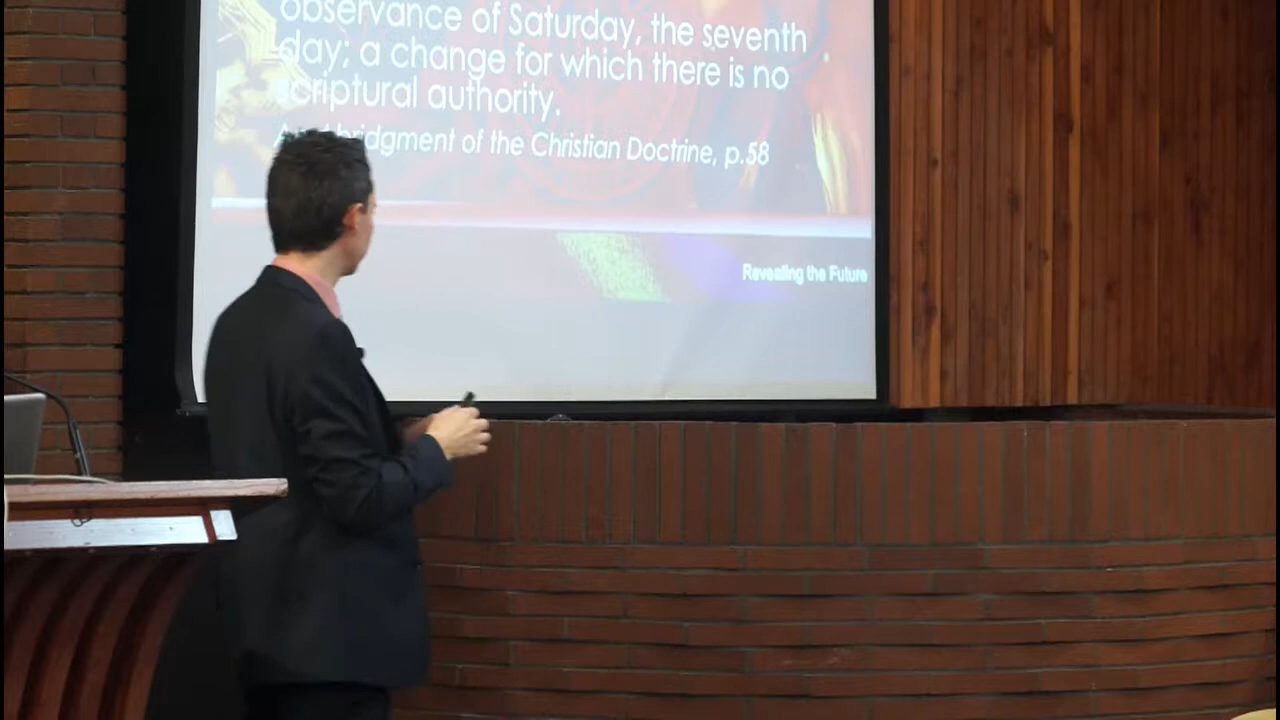 observance of Saturday, the seventh
day; a change for which there is no
scriptural authority.
bridgment of the Christian Doctrine, p.58
Revealing the Future